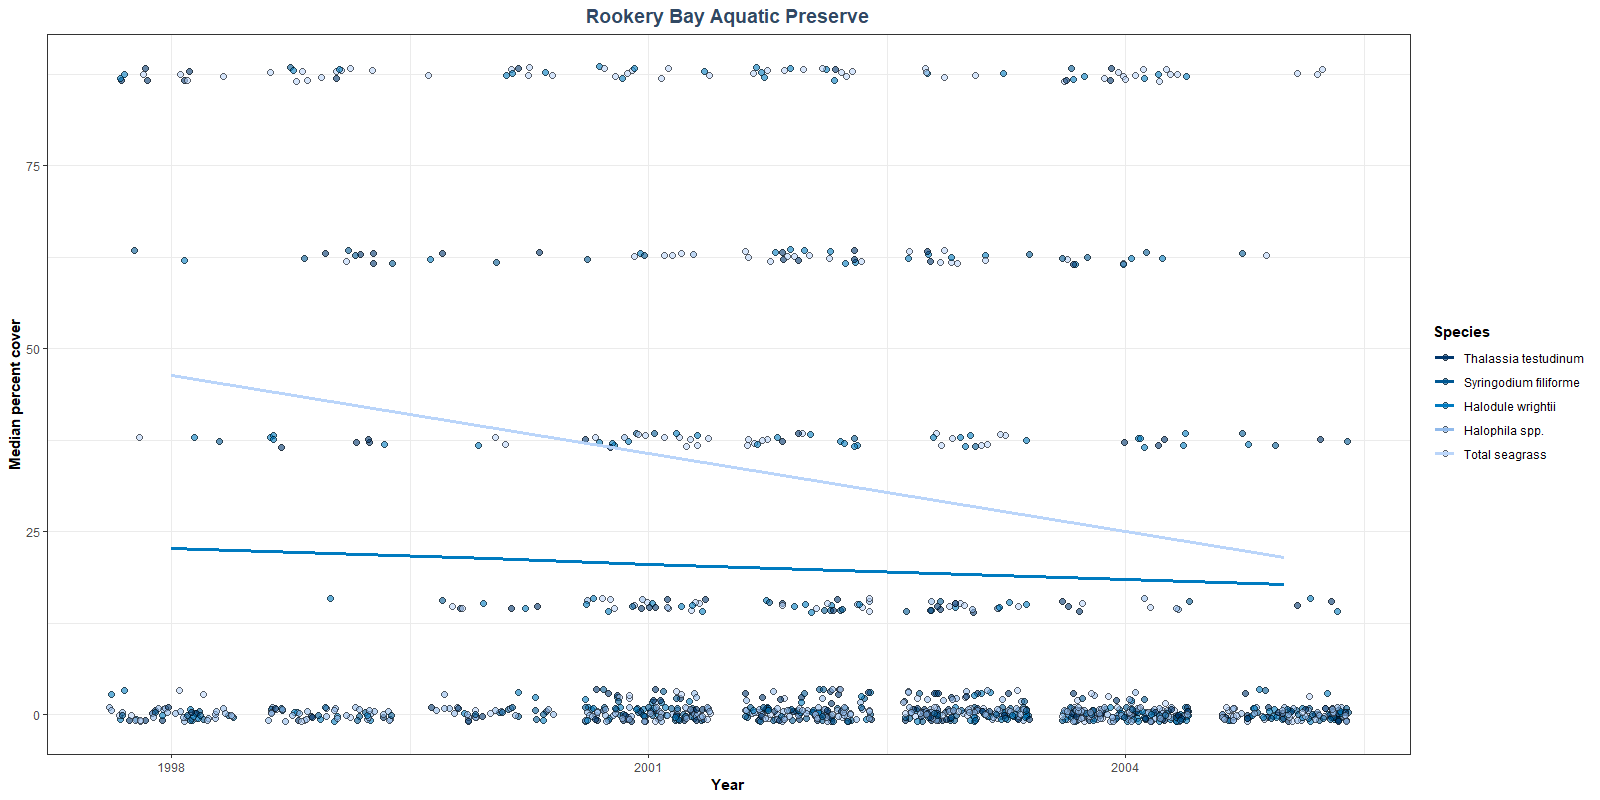 Rookery Bay Aquatic Preserve
Median percent cover
75
50
25
0
1998
2001
2004
Year
Species
Thalassia testudinum
Syringodium filiforme
Halodule wrightii
Halophila spp.
Total seagrass